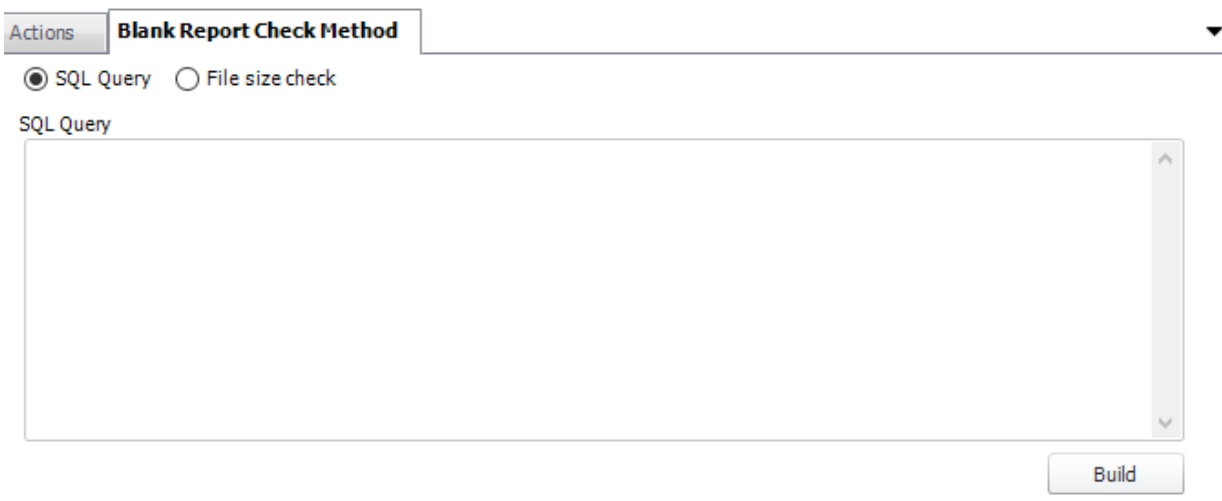 Actions Blank Report Check Method
SQL Query File size check
SQL Query
Build